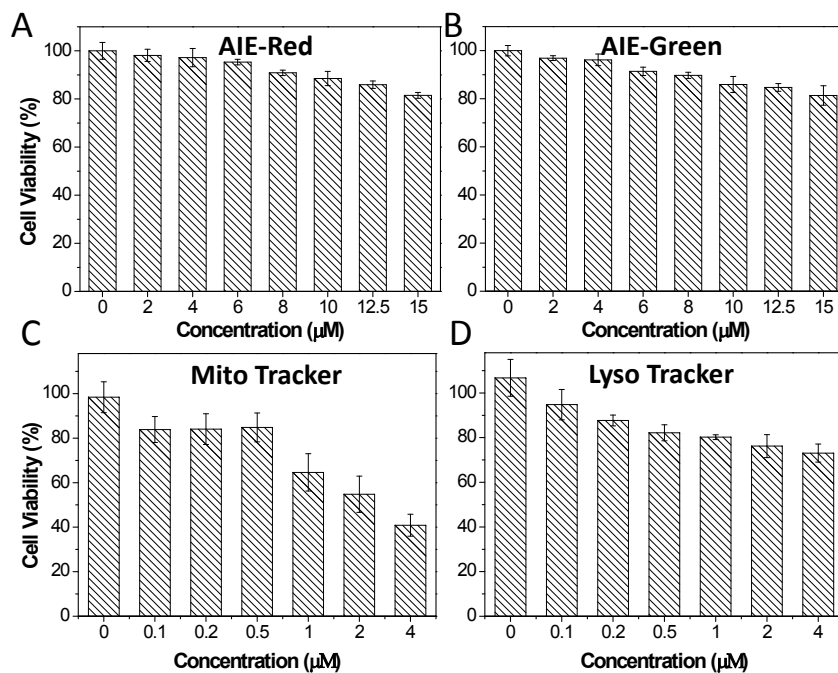 A
AIE-Red
Cell Viability (%)
100
80
60
40
20
0
0 2 4 6 8 10 12.5 15
Concentration (μM)
B
AIE-Green
100
80
60
40
20
0
0 2 4 6 8 10 12.5 15
Concentration (μM)
C
Mito Tracker
Cell Viability (%)
100
80
60
40
20
0
0 0.1 0.2 0.5 1 2 4
Concentration (μM)
D
Lyso Tracker
100
80
60
40
20
0
0 0.1 0.2 0.5 1 2 4
Concentration (μM)